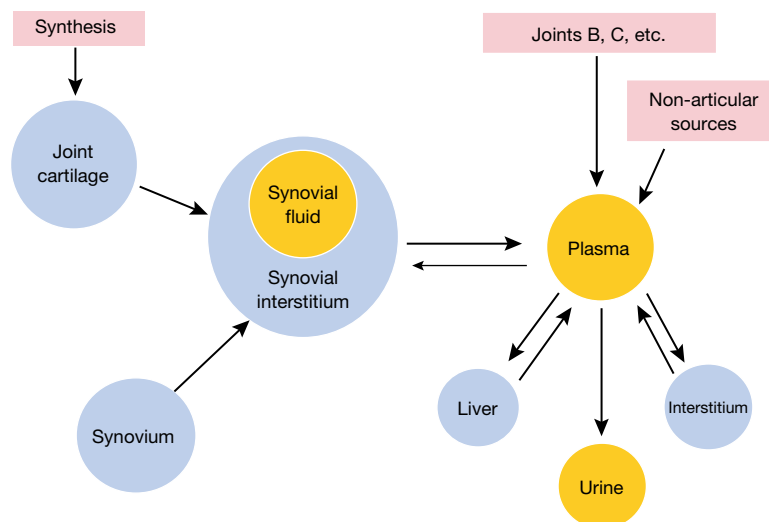 Synthesis
Joints B, C, etc.
Non-articular
sources
Joint
cartilage
Synovial
fluid
Synovial
interstitium
Plasma
Synovium
Liver
Interstitium
Urine